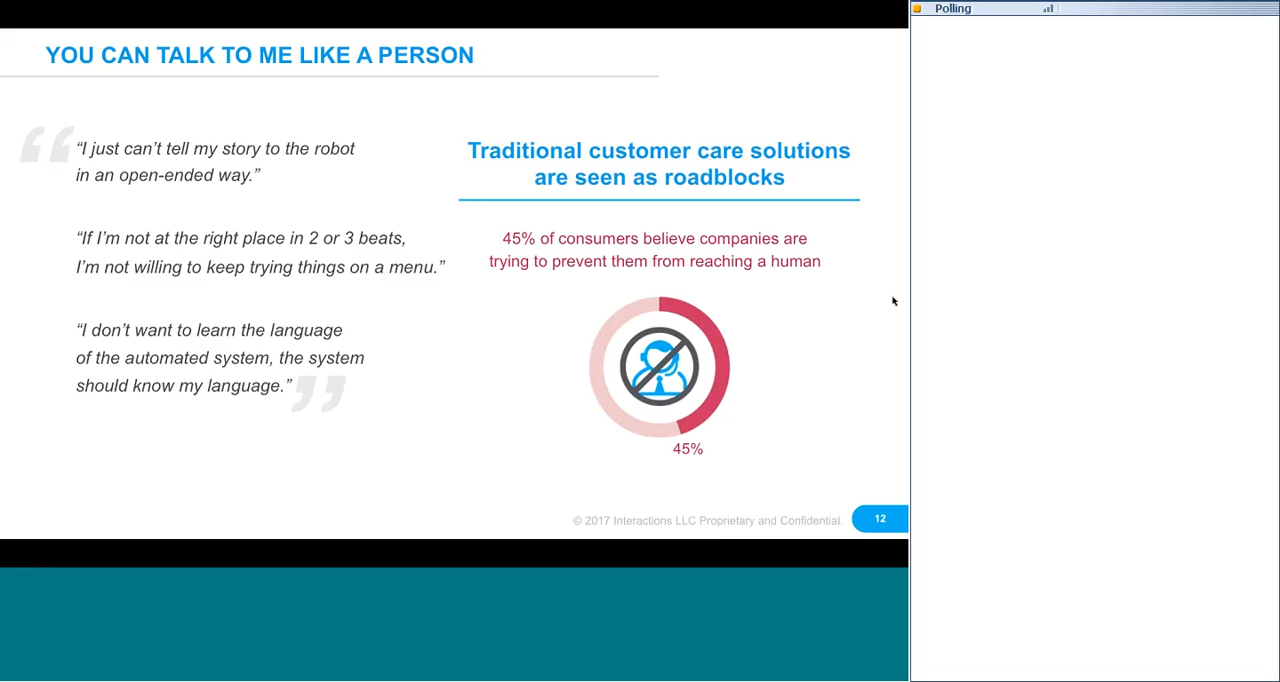 Polling
YOU CAN TALK TO ME LIKE A PERSON
“I just can’t tell my story to the robot
in an open-ended way.”
“If I’m not at the right place in 2 or 3 beats,
I’m not willing to keep trying things on a menu.”
“I don’t want to learn the language
of the automated system, the system
should know my language.”
Traditional customer care solutions
are seen as roadblocks
45% of consumers believe companies are
trying to prevent them from reaching a human
45%
© 2017 Interactions LLC Proprietary and Confidential.
12